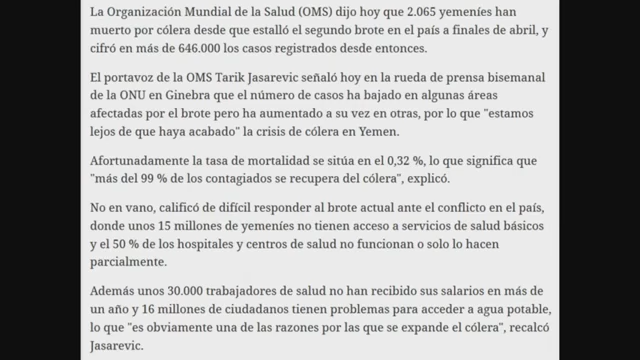 La Organización Mundial de la Salud (OMS) dijo hoy que 2.065 yemeníes han
muerto por cólera desde que estalló el segundo brote en el país a finales de abril, y
cifró en más de 646.000 los casos registrados desde entonces.
El portavoz de la OMS Tarik Jasarevic señaló hoy en la rueda de prensa bisemanal
de la ONU en Ginebra que el número de casos ha bajado en algunas áreas
afectadas por el brote pero ha aumentado a su vez en otras, por lo que "estamos
lejos de que haya acabado" la crisis de cólera en Yemen.
Afortunadamente la tasa de mortalidad se sitúa en el 0,32 %, lo que significa que
"más del 99 % de los contagiados se recupera del cólera", explicó.
No en vano, calificó de difícil responder al brote actual ante el conflicto en el país,
donde unos 15 millones de yemeníes no tienen acceso a servicios de salud básicos
y el 50 % de los hospitales y centros de salud no funcionan o solo lo hacen
parcialmente.
Además unos 30.000 trabajadores de salud no han recibido sus salarios en más de
un año y 16 millones de ciudadanos tienen problemas para acceder a agua potable,
lo que "es obviamente una de las razones por las que se expande el cólera", recalcó
Jasarevic.